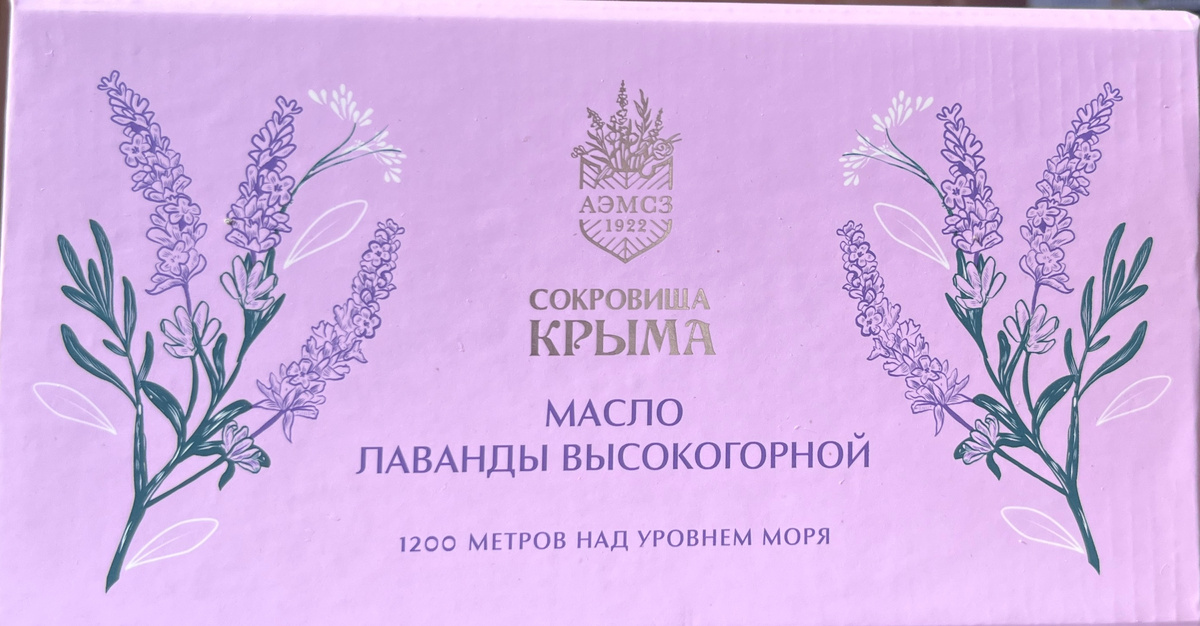 АЭМСЗ
1922
СОКРОВИЩА
КРЫМА
МАСЛО
ЛАВАНДЫ ВЫСОКОГОРНОЙ
1200 МЕТРОВ НАД УРОВНЕМ МОРЯ